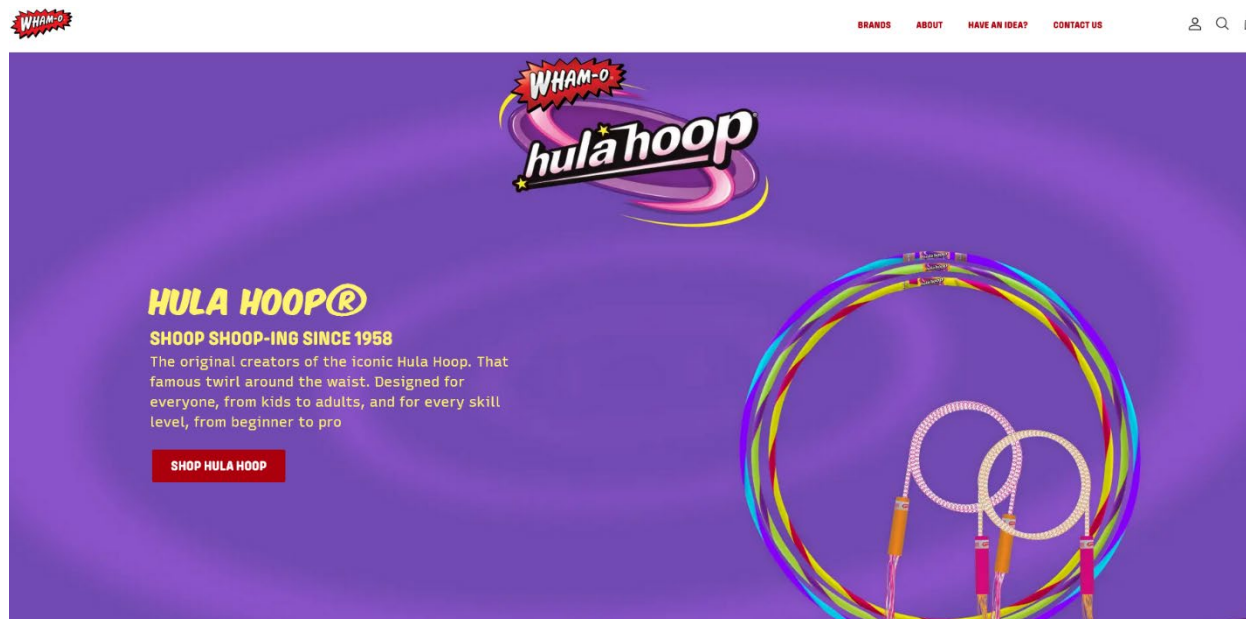 WHAM-O
BRANDS ABOUT HAVE AN IDEA? CONTACT US
WHAM-O
hula hoop
HULA HOOP®
SHOOP SHOOP-ING SINCE 1958
The original creators of the iconic Hula Hoop. That
famous twirl around the waist. Designed for
everyone, from kids to adults, and for every skill
level, from beginner to pro
SHOP HULA HOOP